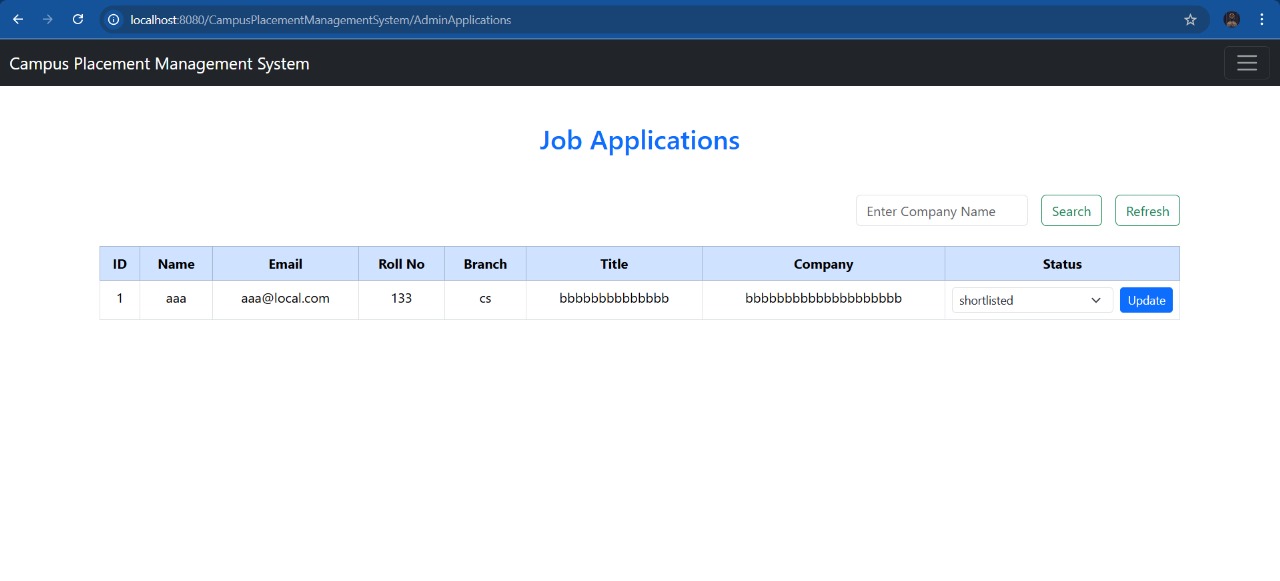 localhost:8080/CampusPlacementManagementSystem/AdminApplications
Campus Placement Management System
Job Applications
Enter Company Name Search Refresh
ID Name Email Roll No Branch Title Company Status
1 aaa aaa@local.com 133 cs bbbbbbbbbbbbbb bbbbbbbbbbbbbbbbbbbb shortlisted Update